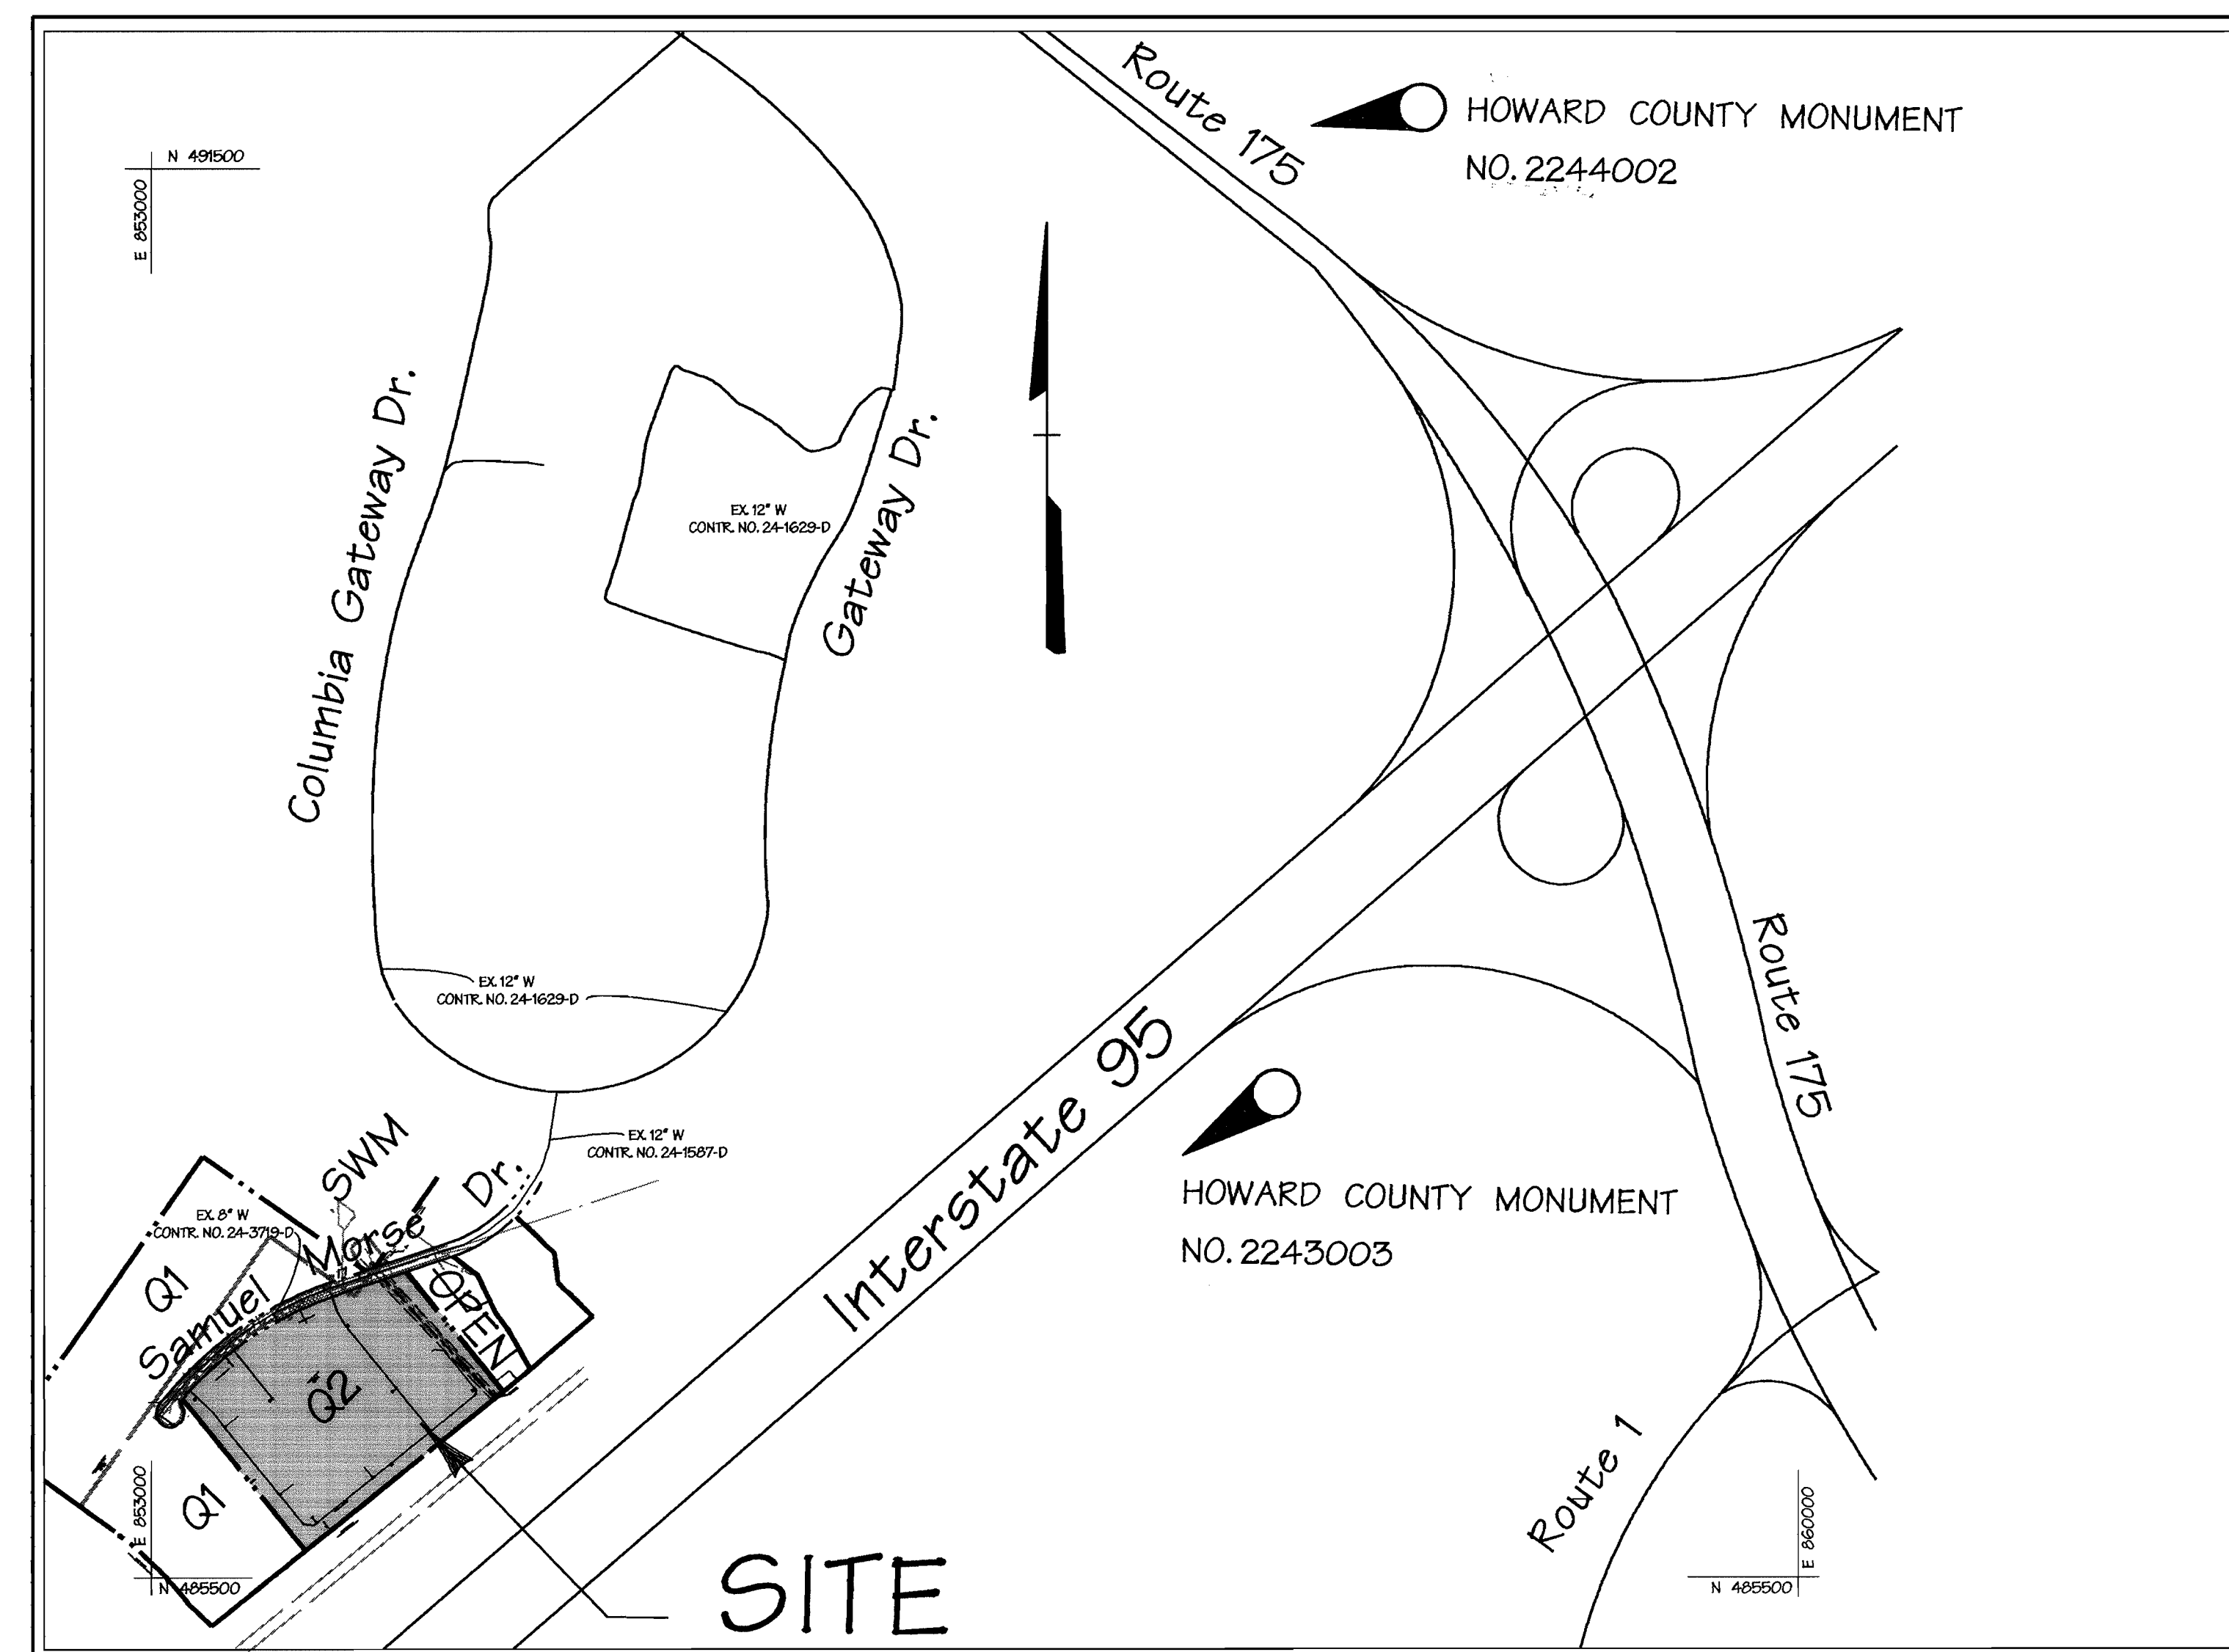 Route 175
HOWARD COUNTY MONUMENT
NO. 2244002
N 491500
E 853000
Columbia Gateway Dr.
Gateway Dr.
EX. 12" W
CONTR. NO. 24-1629-D
EX. 12" W
CONTR. NO. 24-1629-D
Route 175
Interstate 95
HOWARD COUNTY MONUMENT
NO. 2243003
EX. 12" W
CONTR. NO. 24-1587-D
SWM
EX. 8" W
CONTR. NO. 24-3719-D
Samuel Morse Dr.
Q1
OPEN
Q2
Q1
E 853000
N 485500
SITE
Route 1
E 860000
N 485500